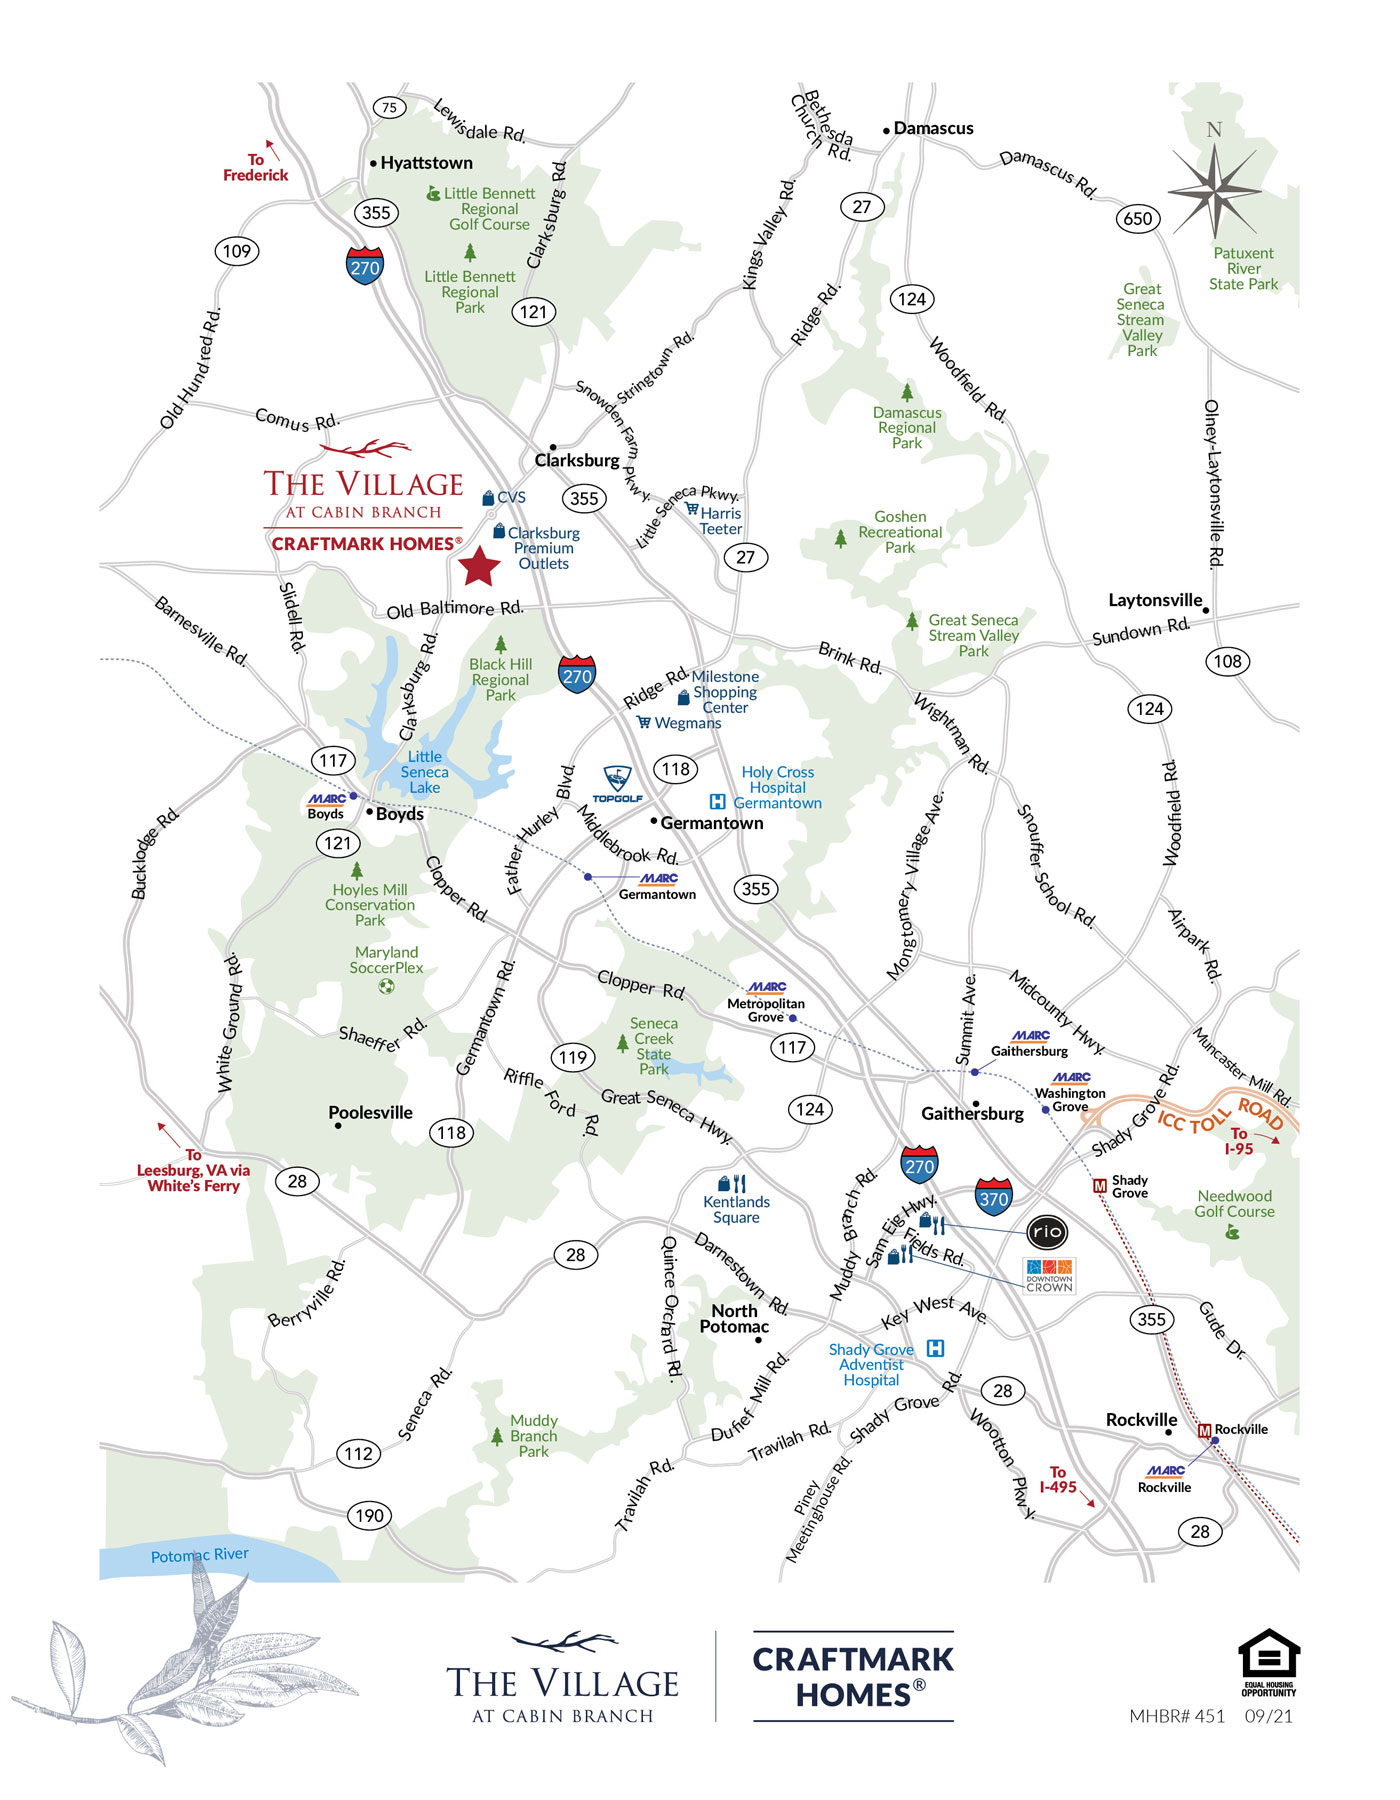 75
Lewisdale Rd.
Bethesda
Church Rd.
Damascus
N
To
Frederick
Hyattstown
Damascus Rd.
Little Bennett
Regional
Golf Course
355
Clarksburg Rd.
Kings Valley Rd.
27
650
109
270
Little Bennett
Regional
Park
Patuxent
River
State Park
121
124
Great
Seneca
Stream
Valley
Park
Ridge Rd.
Old Hundred Rd.
Stringtown Rd.
Woodfield Rd.
Snowden Farm Pkwy.
Comus Rd.
Damascus
Regional
Park
Olney-Laytonsville Rd.
Clarksburg
THE VILLAGE
AT CABIN BRANCH
CRAFTMARK HOMES®
CVS
355
Little Seneca Pkwy.
Harris
Teeter
Clarksburg
Premium
Outlets
27
Goshen
Recreational
Park
Barnesville Rd.
Slidell Rd.
Old Baltimore Rd.
Laytonsville
Great Seneca
Stream Valley
Park
Sundown Rd.
108
Clarksburg Rd.
Black Hill
Regional
Park
270
Brink Rd.
Ridge Rd.
Milestone
Shopping
Center
Wegmans
Wightman Rd.
124
117
Little
Seneca
Lake
118
TOPGOLF
Holy Cross
Hospital
Germantown
MARC
Boyds
Boyds
Father Hurley Blvd.
Middlebrook Rd.
Germantown
Montgomery Village Ave.
Snouffer School Rd.
Woodfield Rd.
Bucklodge Rd.
121
Clopper Rd.
Hoyles Mill
Conservation
Park
MARC
Germantown
355
Airpark Rd.
Maryland
SoccerPlex
White Ground Rd.
Shaeffer Rd.
Germantown Rd.
Clopper Rd.
MARC
Metropolitan
Grove
117
Summit Ave.
Midcounty Hwy.
MARC
Gaithersburg
Muncaster Mill Rd.
Seneca
Creek
State
Park
119
Riffle
Ford
Rd.
Great Seneca Hwy.
124
MARC
Washington
Grove
Gaithersburg
Shady Grove Rd.
ICC TOLL ROAD
To
I-95
Poolesville
118
To
Leesburg, VA via
White's Ferry
28
270
370
M
Shady
Grove
Needwood
Golf Course
Kentlands
Square
Muddy Branch Rd.
Sam Eig Hwy.
Fields Rd.
rio
DOWNTOWN
CROWN
28
Quince Orchard Rd.
Darnestown Rd.
Berryville Rd.
North
Potomac
Key West Ave.
355
Gude Dr.
Shady Grove
Adventist
Hospital
H
Dufief Mill Rd.
Seneca Rd.
28
Shady Grove Rd.
Muddy
Branch
Park
Travilah Rd.
Wootton Pkwy.
Rockville
M
Rockville
112
Travilah Rd.
Piney
Meetinghouse Rd.
To
I-495
MARC
Rockville
190
28
Potomac River
THE VILLAGE
AT CABIN BRANCH
CRAFTMARK
HOMES®
EQUAL HOUSING
OPPORTUNITY
MHBR# 451 09/21